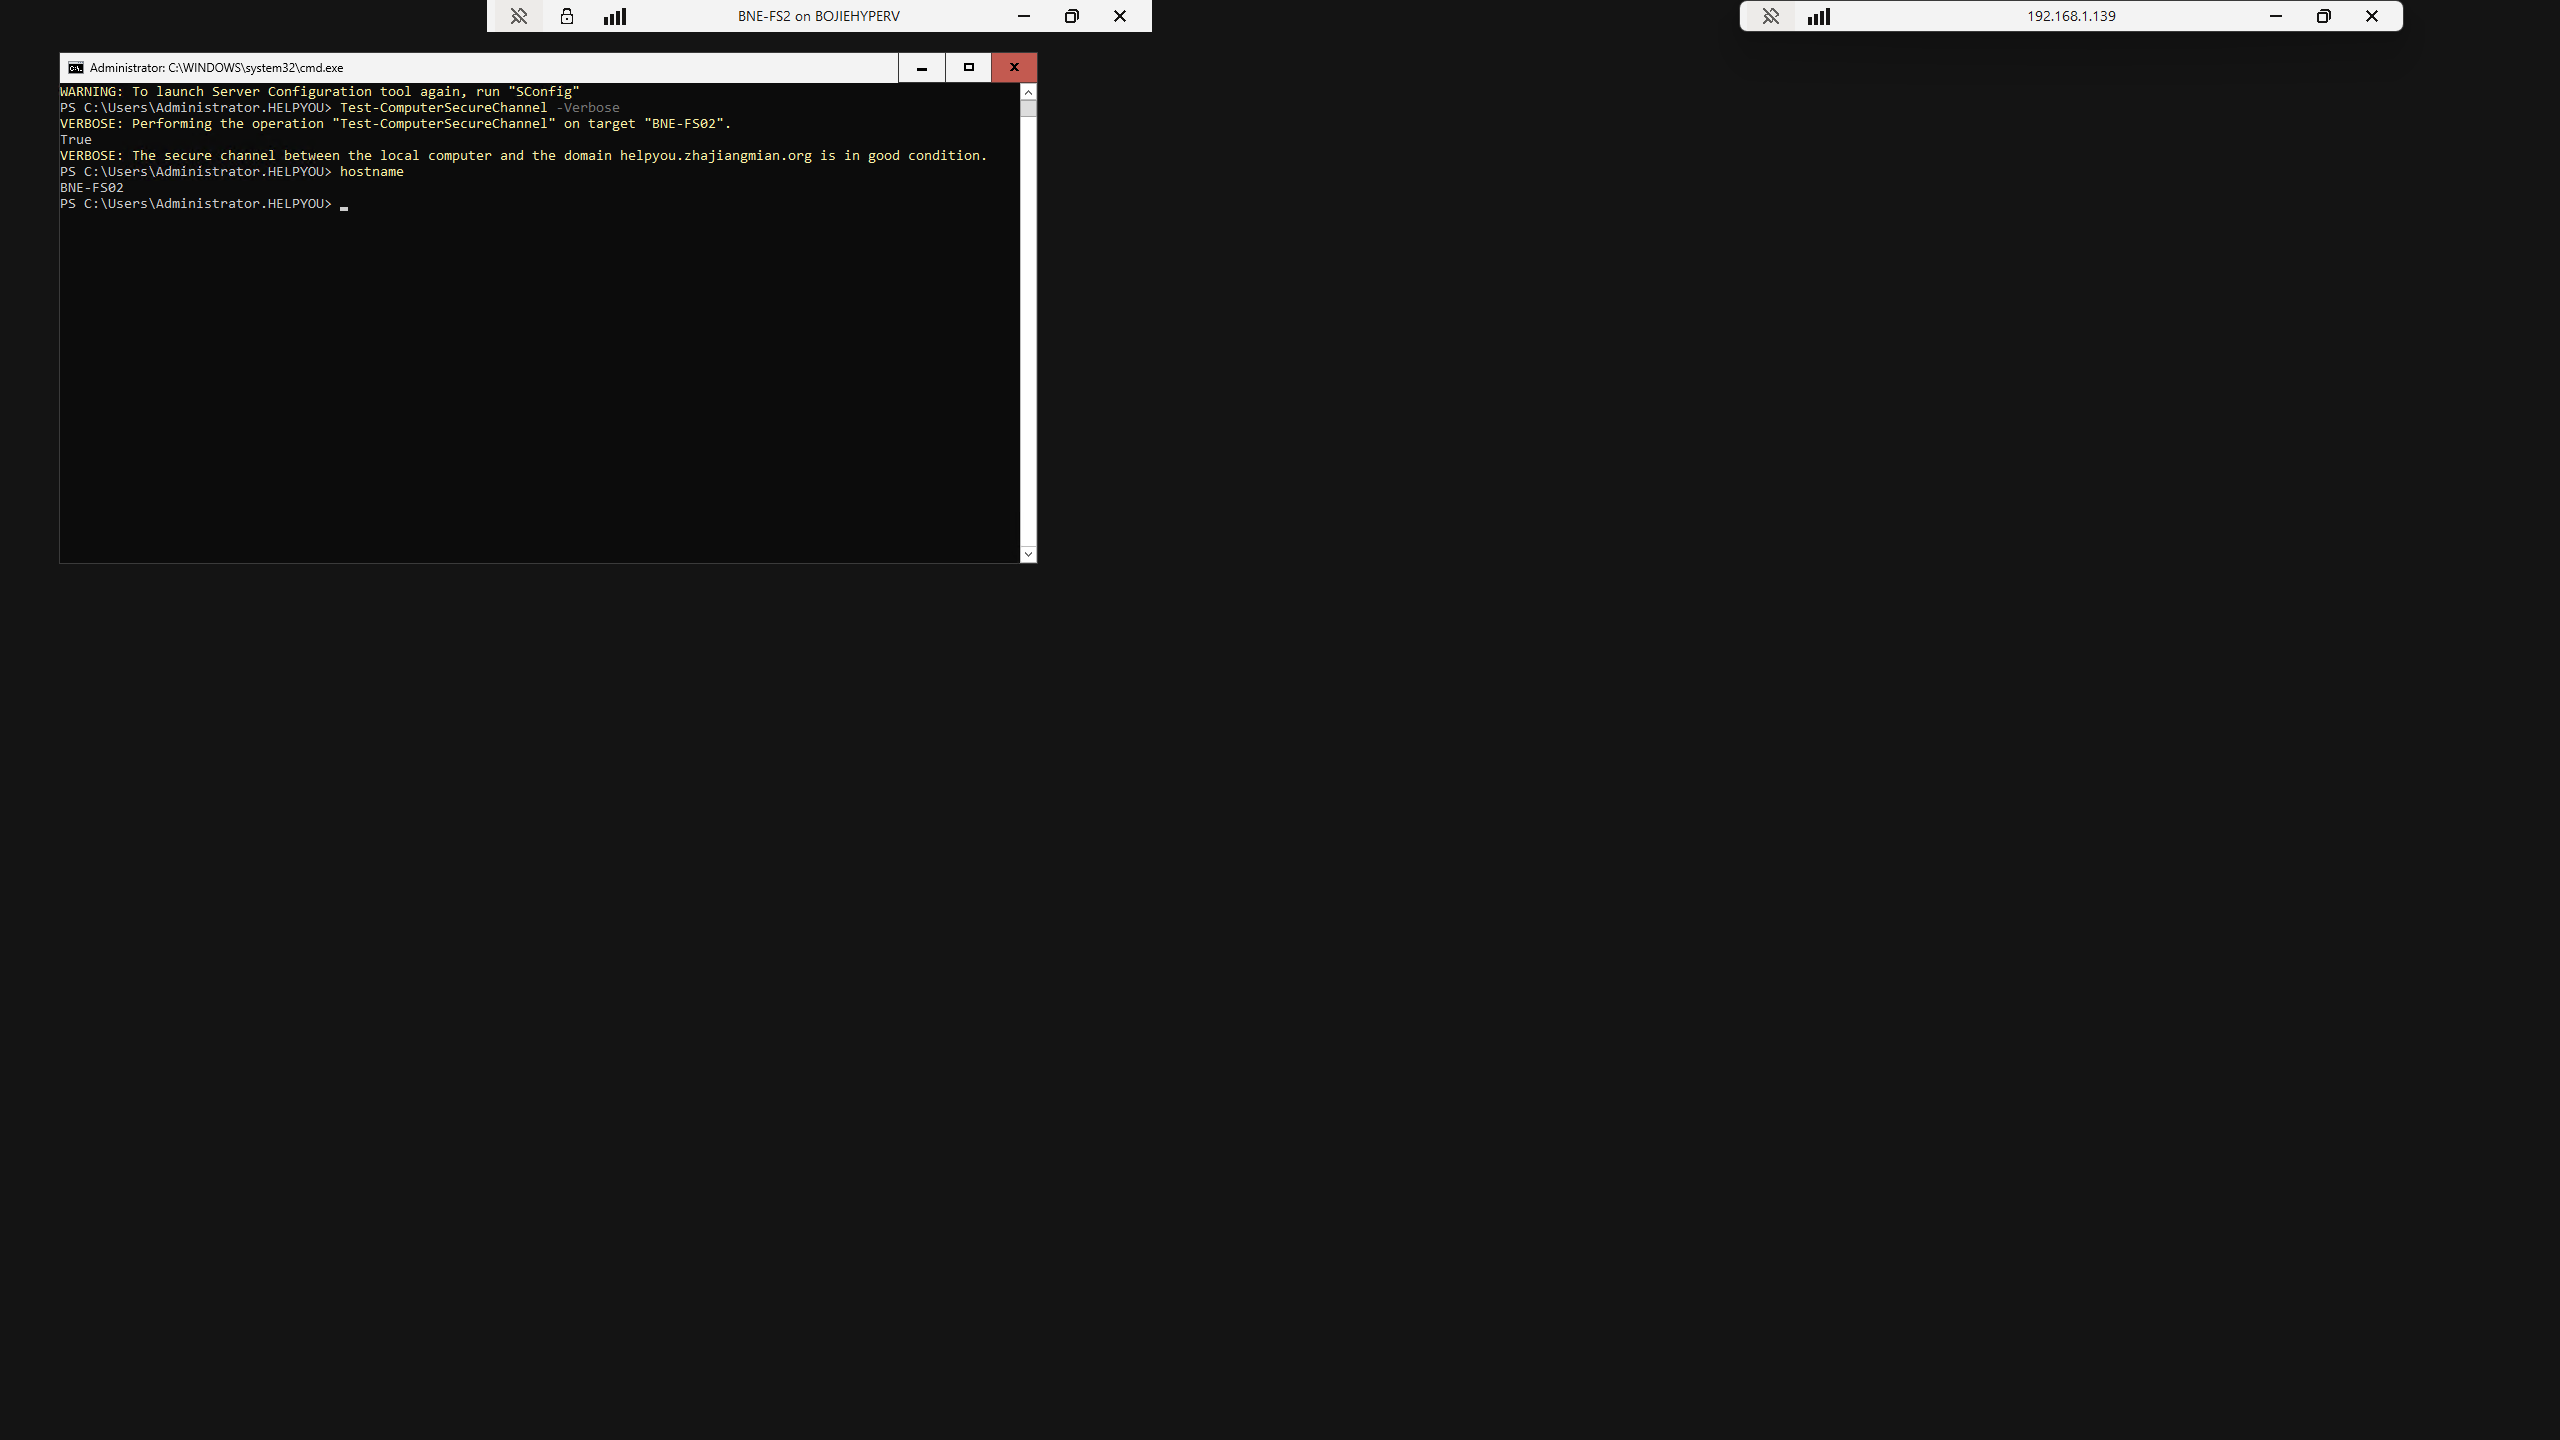 BNE-FS2 on BOJIEHYPERV
192.168.1.139
Administrator: C:\WINDOWS\system32\cmd.exe
WARNING: To launch Server Configuration tool again, run "SConfig"
PS C:\Users\Administrator.HELPYOU> Test-ComputerSecureChannel -Verbose
VERBOSE: Performing the operation "Test-ComputerSecureChannel" on target "BNE-FS02".
True
VERBOSE: The secure channel between the local computer and the domain helpyou.zhajiangmian.org is in good condition.
PS C:\Users\Administrator.HELPYOU> hostname
BNE-FS02
PS C:\Users\Administrator.HELPYOU>